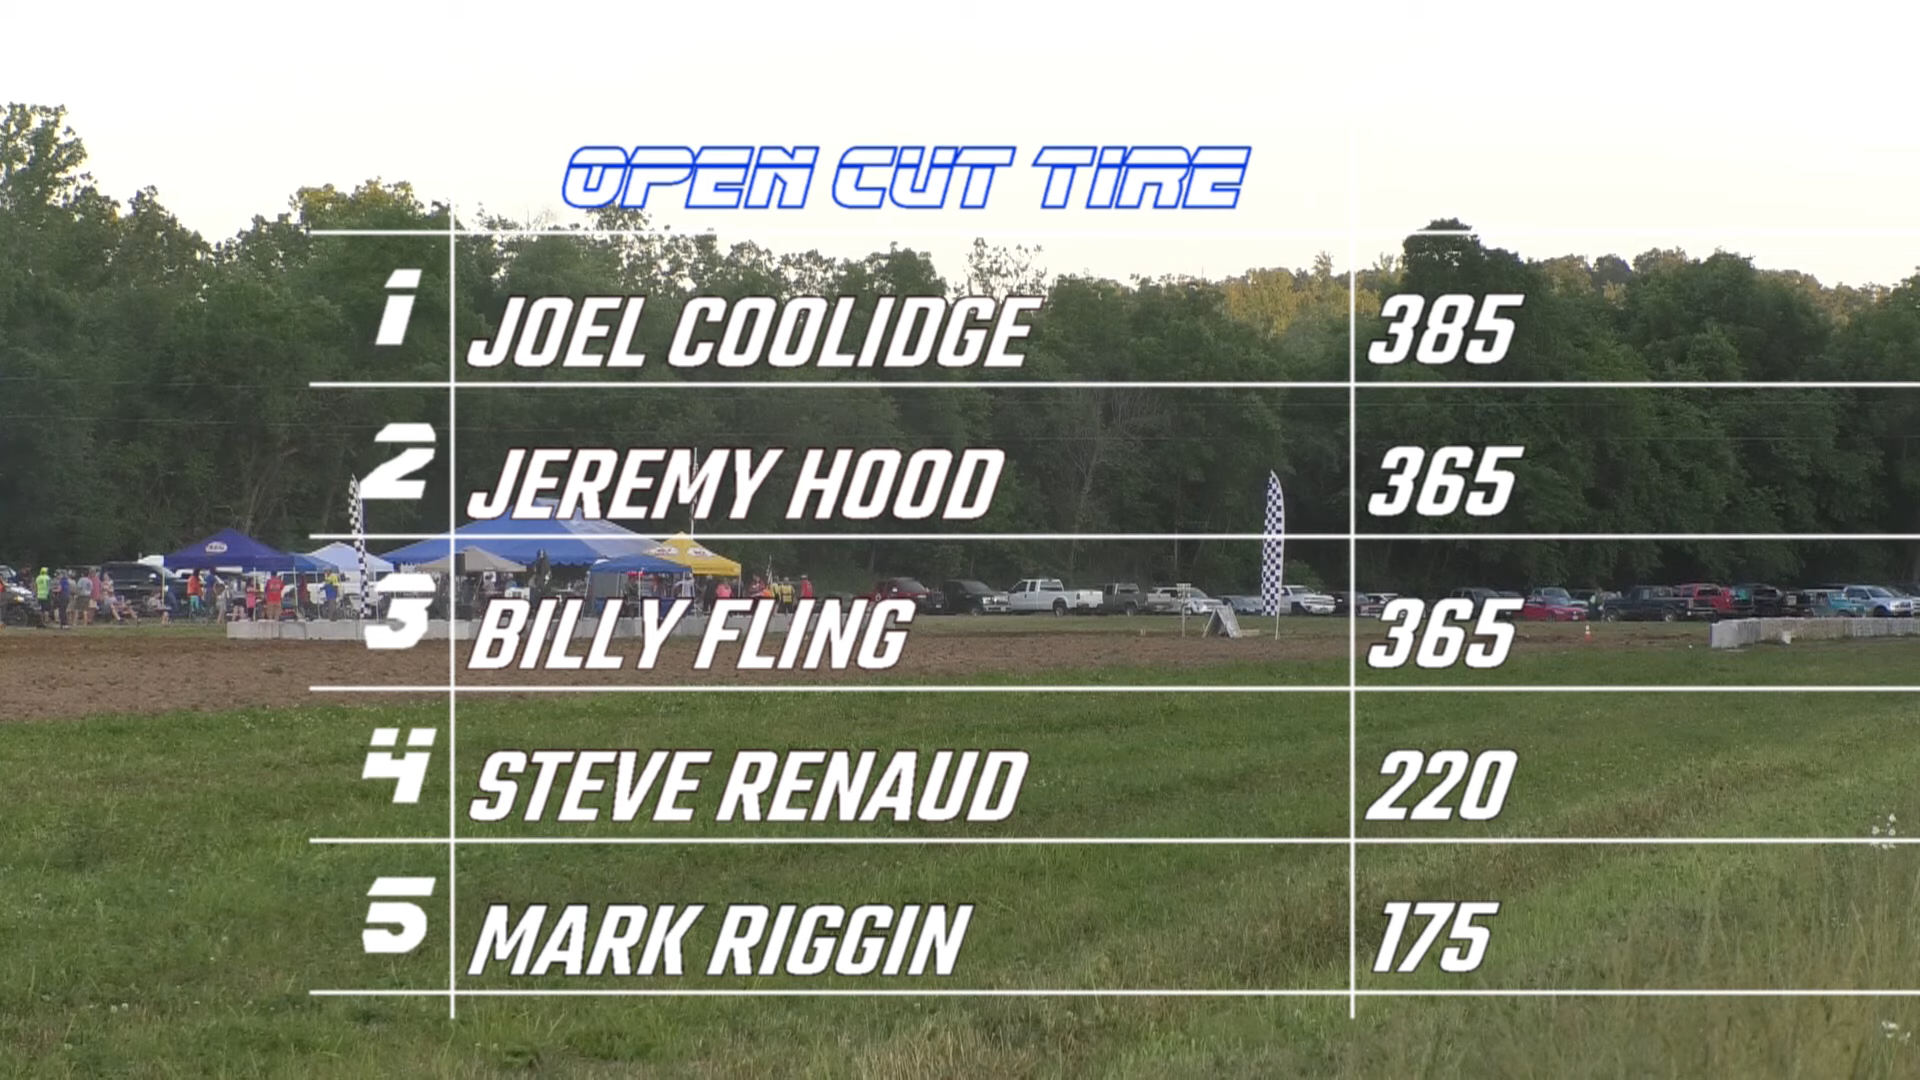 OPEN CUT TIRE
1 JOEL COOLIDGE 385
2 JEREMY HOOD 365
3 BILLY FLING 365
4 STEVE RENAUD 220
5 MARK RIGGIN 175